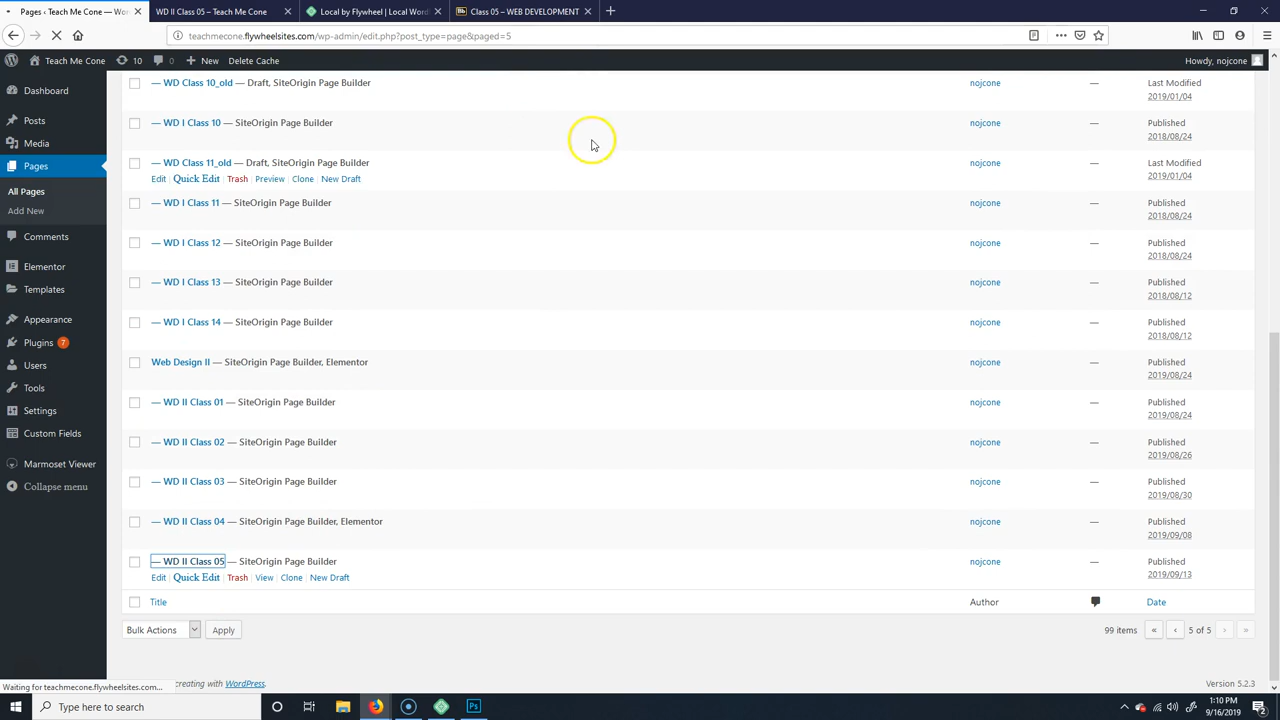 Pages ‹ Teach Me Cone — Wor
WD II Class 05 – Teach Me Cone
Local by Flywheel | Local WordPr
Class 05 – WEB DEVELOPMENT
teachmecone.flywheelsites.com/wp-admin/edit.php?post_type=page&paged=5
Teach Me Cone
10
0
New
Delete Cache
Howdy, nojcone
Dashboard
Posts
Media
Pages
All Pages
Add New
Comments
Elementor
Templates
Appearance
Plugins 7
Users
Tools
Settings
Custom Fields
Marmoset Viewer
Collapse menu
— WD Class 10_old — Draft, SiteOrigin Page Builder
nojcone
—
Last Modified
2019/01/04
— WD I Class 10 — SiteOrigin Page Builder
nojcone
—
Published
2018/08/24
— WD Class 11_old — Draft, SiteOrigin Page Builder
Edit | Quick Edit | Trash | Preview | Clone | New Draft
nojcone
—
Last Modified
2019/01/04
— WD I Class 11 — SiteOrigin Page Builder
nojcone
—
Published
2018/08/24
— WD I Class 12 — SiteOrigin Page Builder
nojcone
—
Published
2018/08/24
— WD I Class 13 — SiteOrigin Page Builder
nojcone
—
Published
2018/08/12
— WD I Class 14 — SiteOrigin Page Builder
nojcone
—
Published
2018/08/12
Web Design II — SiteOrigin Page Builder, Elementor
nojcone
—
Published
2019/08/24
— WD II Class 01 — SiteOrigin Page Builder
nojcone
—
Published
2019/08/24
— WD II Class 02 — SiteOrigin Page Builder
nojcone
—
Published
2019/08/26
— WD II Class 03 — SiteOrigin Page Builder
nojcone
—
Published
2019/08/30
— WD II Class 04 — SiteOrigin Page Builder, Elementor
nojcone
—
Published
2019/09/08
— WD II Class 05 — SiteOrigin Page Builder
Edit | Quick Edit | Trash | View | Clone | New Draft
nojcone
—
Published
2019/09/13
Title
Author
Date
Bulk Actions
Apply
99 items « ‹ 5 of 5 › »
Waiting for teachmecone.flywheelsites.com...
creating with WordPress.
Version 5.2.3
Type here to search
Ps
1:10 PM
9/16/2019
2